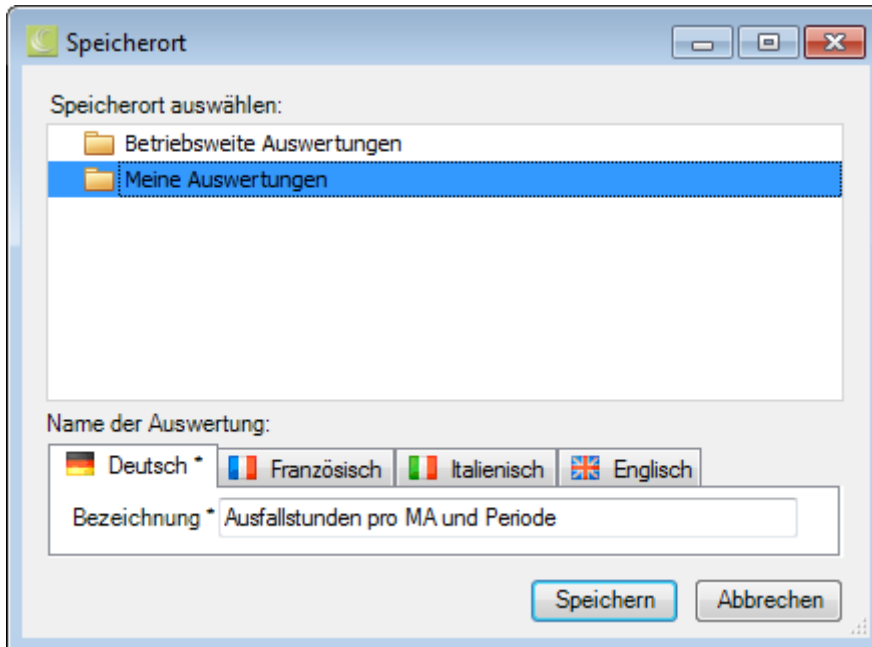 Speicherort
Speicherort auswählen:
Betriebsweite Auswertungen
Meine Auswertungen
Name der Auswertung:
Deutsch * Französisch Italienisch Englisch
Bezeichnung * Ausfallstunden pro MA und Periode
Speichern Abbrechen